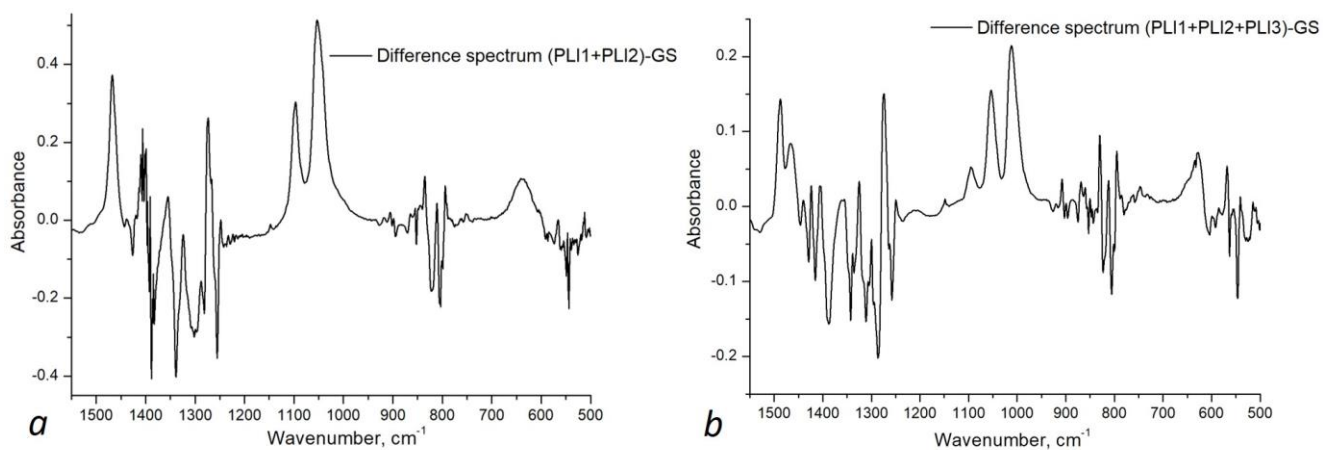 Difference spectrum (PLI1+PLI2)-GS
0.4
0.2
0.0
-0.2
-0.4
Absorbance
1500 1400 1300 1200 1100 1000 900 800 700 600 500
Wavenumber, cm-1
a
Difference spectrum (PLI1+PLI2+PLI3)-GS
0.2
0.1
0.0
-0.1
-0.2
Absorbance
1500 1400 1300 1200 1100 1000 900 800 700 600 500
Wavenumber, cm-1
b